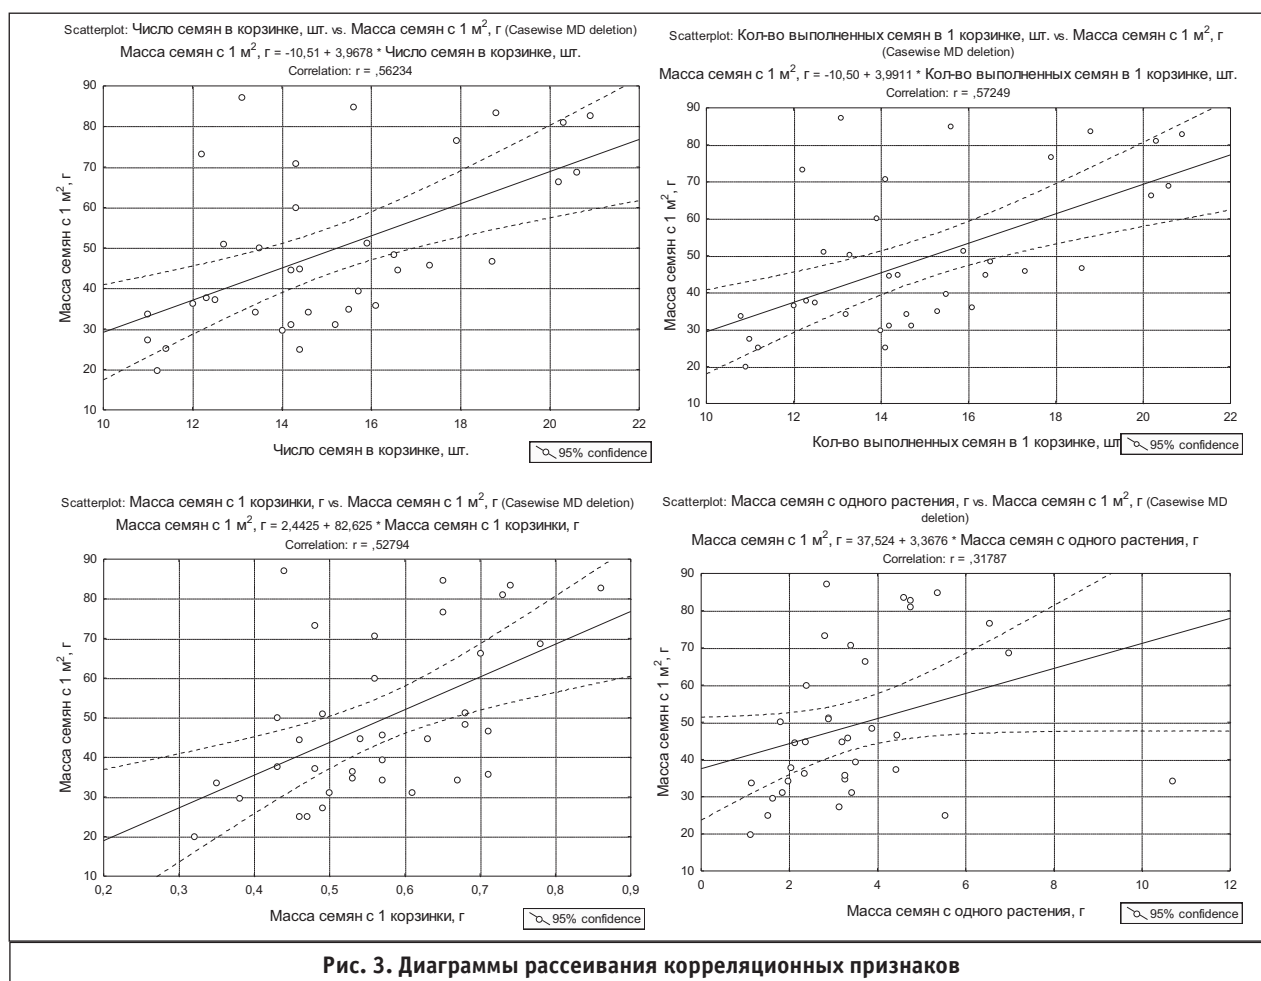 Scatterplot: Число семян в корзинке, шт. vs. Масса семян с 1 м², г (Casewise MD deletion)
Масса семян с 1 м², г = -10,51 + 3,9678 * Число семян в корзинке, шт.
Correlation: r = ,56234
Масса семян с 1 м², г
90
80
70
60
50
40
30
20
10
10 12 14 16 18 20 22
Число семян в корзинке, шт.
95% confidence
Scatterplot: Кол-во выполненных семян в 1 корзинке, шт. vs. Масса семян с 1 м², г
(Casewise MD deletion)
Масса семян с 1 м², г = -10,50 + 3,9911 * Кол-во выполненных семян в 1 корзинке, шт.
Correlation: r = ,57249
Масса семян с 1 м², г
90
80
70
60
50
40
30
20
10
10 12 14 16 18 20 22
Кол-во выполненных семян в 1 корзинке, шт
95% confidence
Scatterplot: Масса семян с 1 корзинки, г vs. Масса семян с 1 м², г (Casewise MD deletion)
Масса семян с 1 м², г = 2,4425 + 82,625 * Масса семян с 1 корзинки, г
Correlation: r = ,52794
Масса семян с 1 м², г
90
80
70
60
50
40
30
20
10
0,2 0,3 0,4 0,5 0,6 0,7 0,8 0,9
Масса семян с 1 корзинки, г
95% confidence
Scatterplot: Масса семян с одного растения, г vs. Масса семян с 1 м², г (Casewise MD
deletion)
Масса семян с 1 м², г = 37,524 + 3,3676 * Масса семян с одного растения, г
Correlation: r = ,31787
Масса семян с 1 м², г
90
80
70
60
50
40
30
20
10
0 2 4 6 8 10 12
Масса семян с одного растения, г
95% confidence
Рис. 3. Диаграммы рассеивания корреляционных признаков